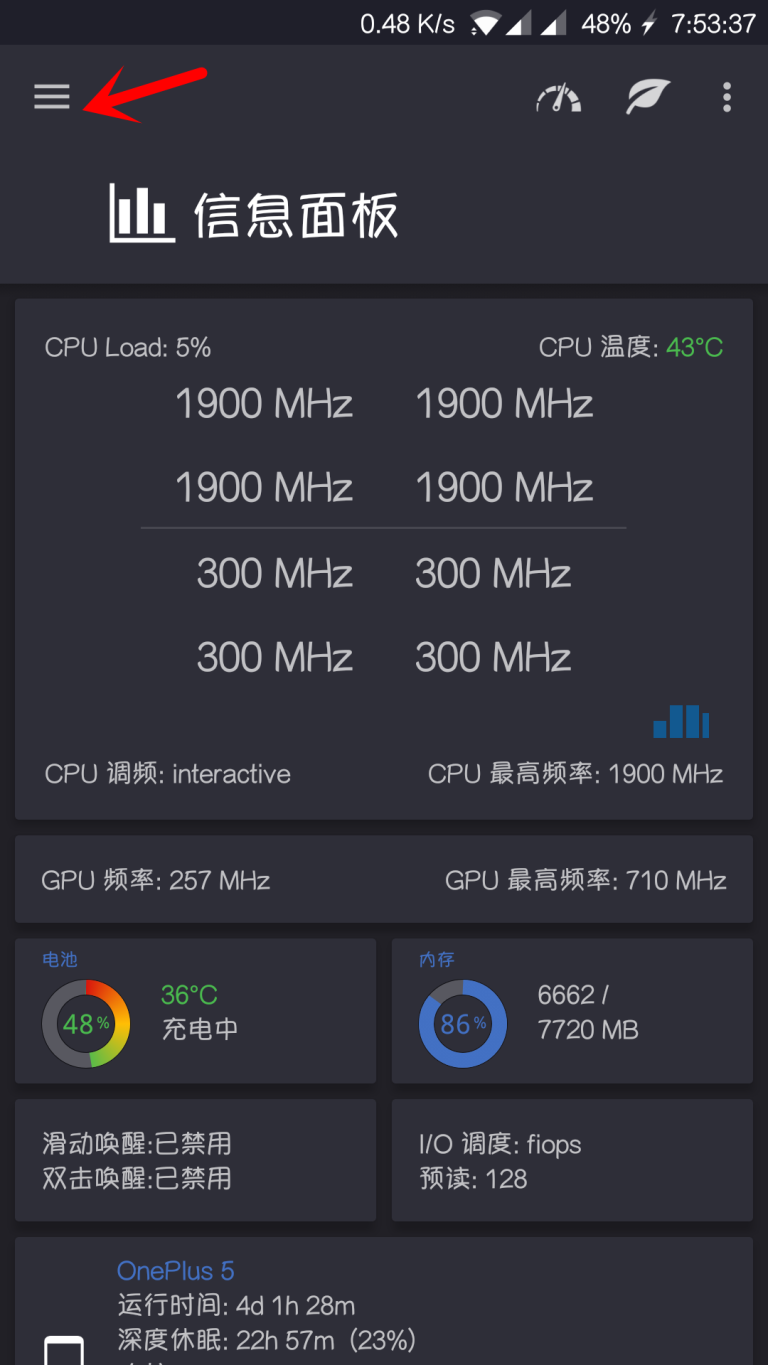 0.48 K/s 48% 7:53:37
信息面板
CPU Load: 5% CPU 温度: 43°C
1900 MHz 1900 MHz
1900 MHz 1900 MHz
300 MHz 300 MHz
300 MHz 300 MHz
CPU 调频: interactive CPU 最高频率: 1900 MHz
GPU 频率: 257 MHz GPU 最高频率: 710 MHz
电池
48%
36°C
充电中
内存
86%
6662 /
7720 MB
滑动唤醒:已禁用
双击唤醒:已禁用
I/O 调度: fiops
预读: 128
OnePlus 5
运行时间: 4d 1h 28m
深度休眠: 22h 57m (23%)